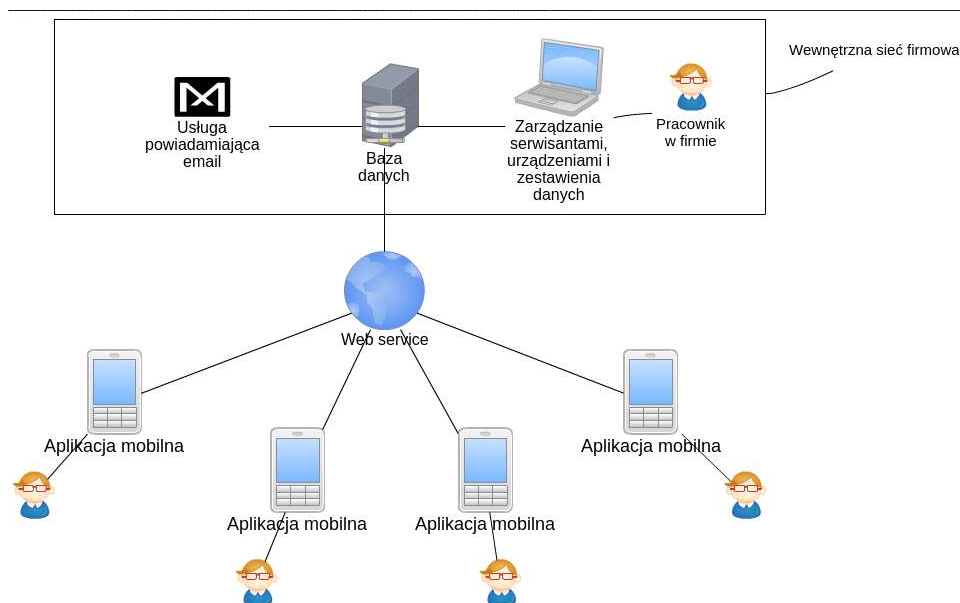 Wewnętrzna sieć firmowa
Usługa
powiadamiająca
email
Baza
danych
Zarządzanie
serwisantami,
urządzeniami i
zestawienia
danych
Pracownik
w firmie
Web service
Aplikacja mobilna
Aplikacja mobilna
Aplikacja mobilna
Aplikacja mobilna